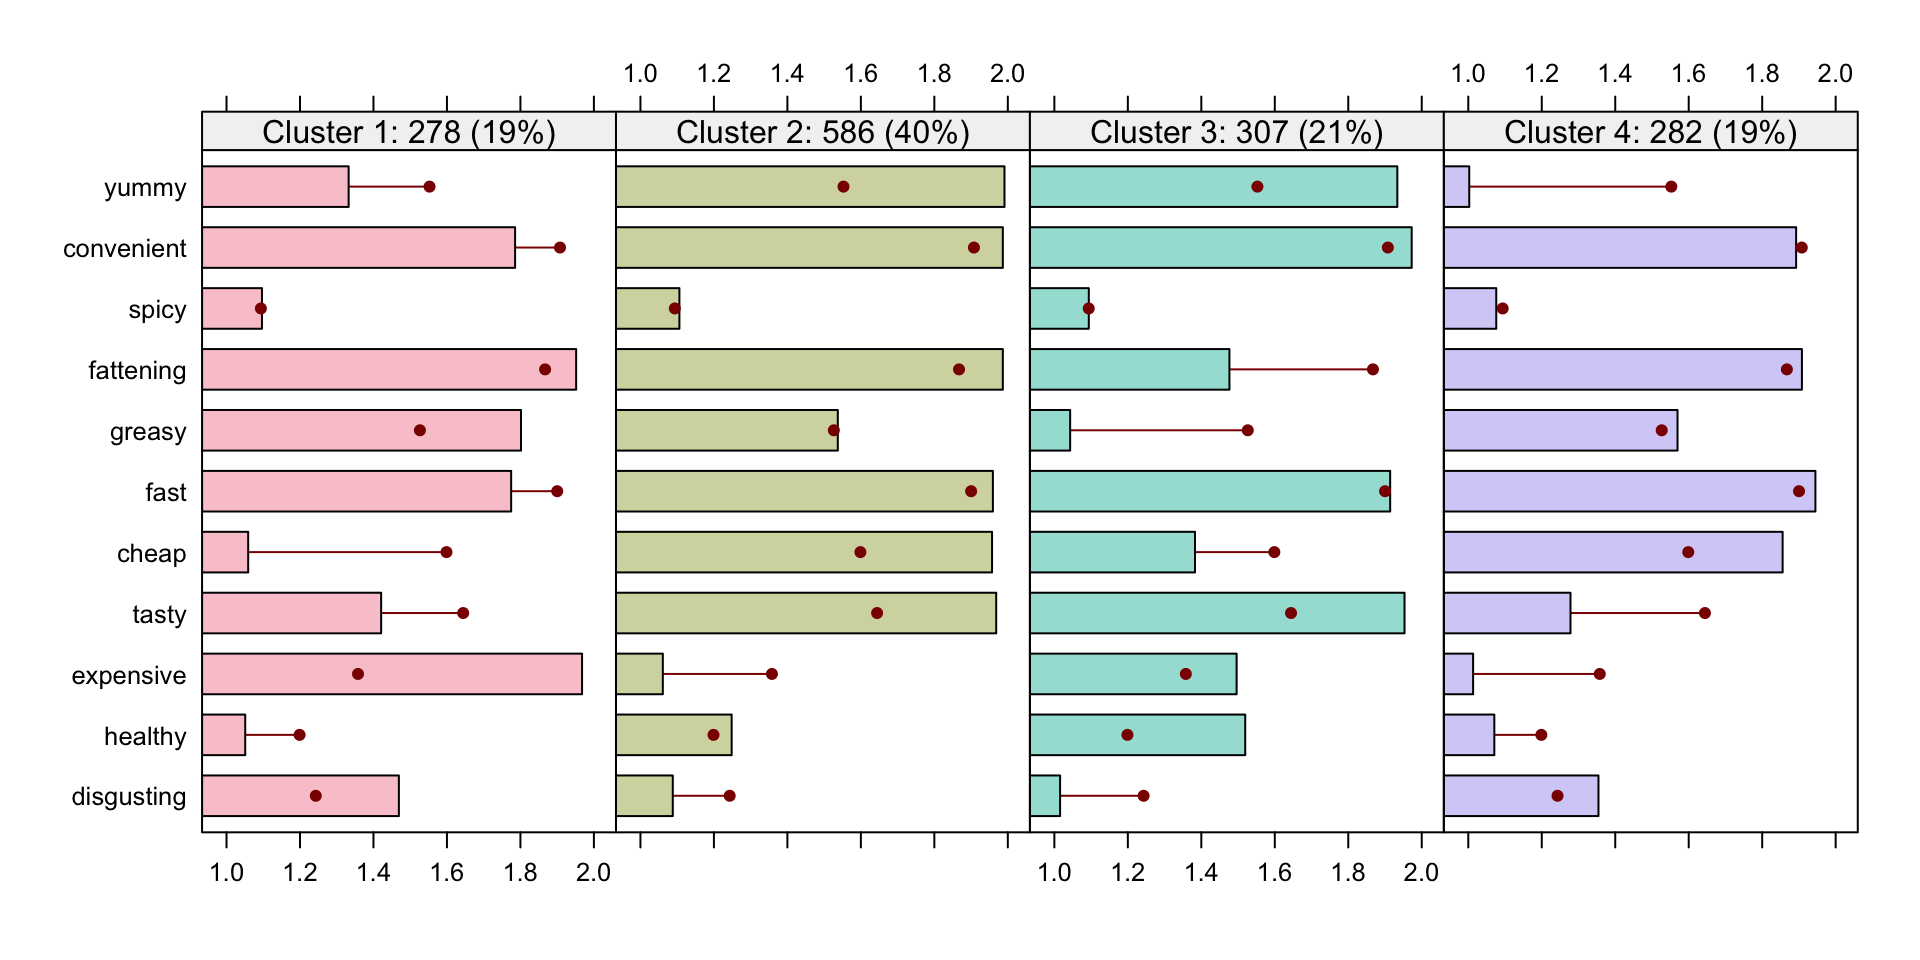 1.0 1.2 1.4 1.6 1.8 2.0 1.0 1.2 1.4 1.6 1.8 2.0
Cluster 1: 278 (19%) Cluster 2: 586 (40%) Cluster 3: 307 (21%) Cluster 4: 282 (19%)
yummy
convenient
spicy
fattening
greasy
fast
cheap
tasty
expensive
healthy
disgusting
1.0 1.2 1.4 1.6 1.8 2.0 1.0 1.2 1.4 1.6 1.8 2.0